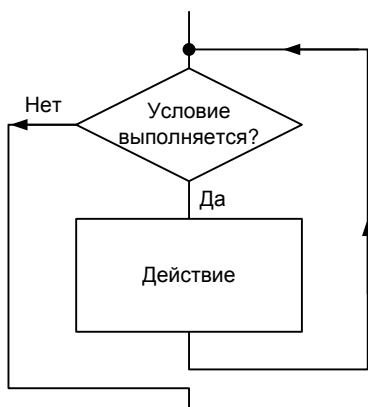 Нет
Условие
выполняется?
Да
Действие